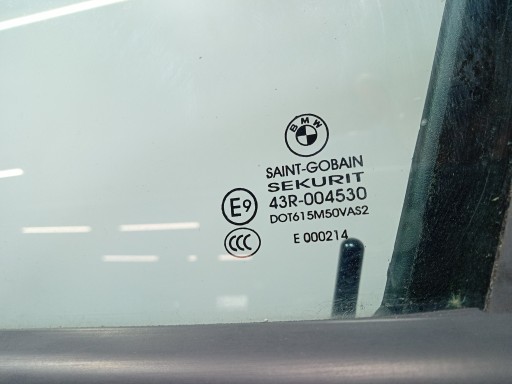 BMW
SAINT-GOBAIN
SEKURIT
E9 43R-004530
DOT615M50VAS2
CCC E 000214